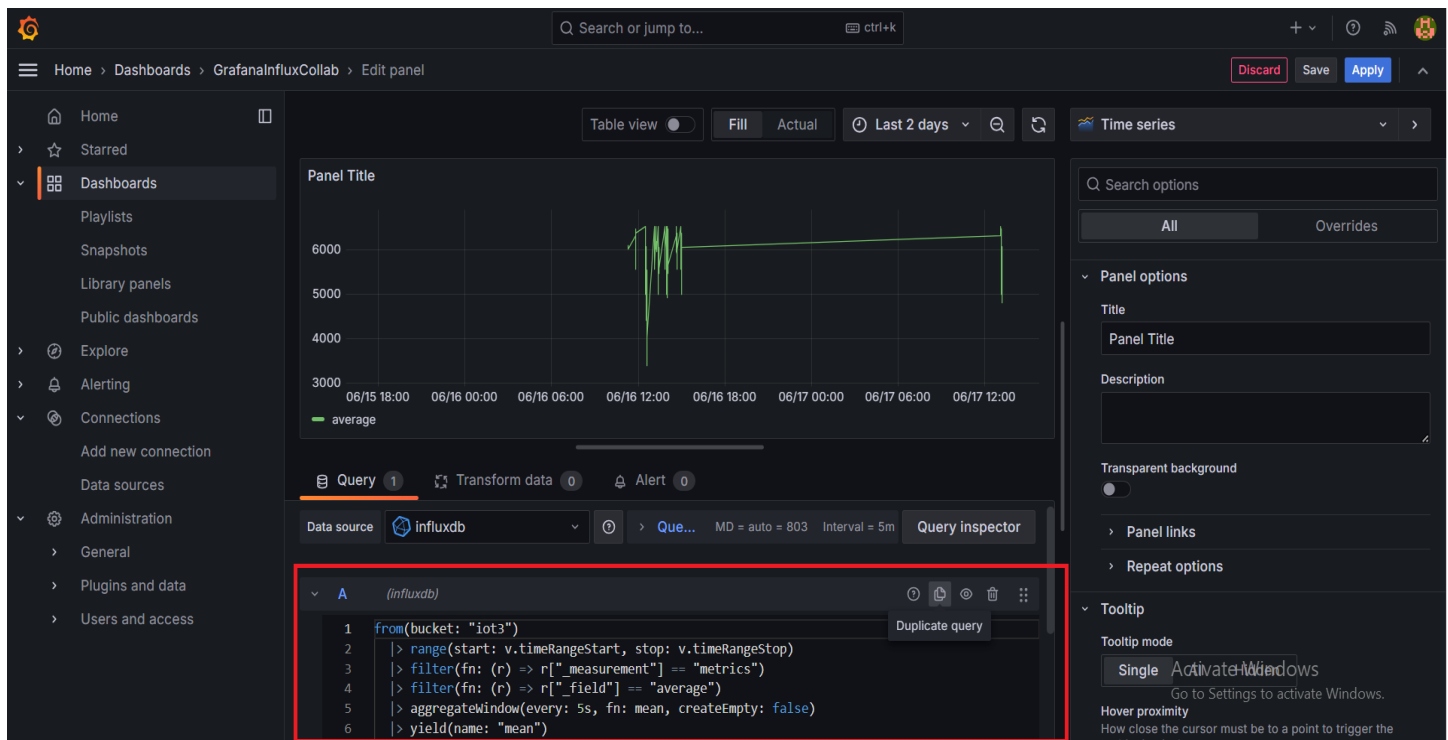 Search or jump to... ctrl+k
Home › Dashboards › GrafanaInfluxCollab › Edit panel
Discard Save Apply
Home
Starred
Dashboards
Playlists
Snapshots
Library panels
Public dashboards
Explore
Alerting
Connections
Add new connection
Data sources
Administration
General
Plugins and data
Users and access
Table view Fill Actual Last 2 days
Panel Title
6000
5000
4000
3000
06/15 18:00 06/16 00:00 06/16 06:00 06/16 12:00 06/16 18:00 06/17 00:00 06/17 06:00 06/17 12:00
average
Query 1 Transform data 0 Alert 0
Data source influxdb Que... MD = auto = 803 Interval = 5m Query inspector
A (influxdb)
Duplicate query
1 from(bucket: "iot3")
2 |> range(start: v.timeRangeStart, stop: v.timeRangeStop)
3 |> filter(fn: (r) => r["_measurement"] == "metrics")
4 |> filter(fn: (r) => r["_field"] == "average")
5 |> aggregateWindow(every: 5s, fn: mean, createEmpty: false)
6 |> yield(name: "mean")
Time series
Search options
All Overrides
Panel options
Title
Panel Title
Description
Transparent background
Panel links
Repeat options
Tooltip
Tooltip mode
Single All Hidden
Activate Windows
Go to Settings to activate Windows.
Hover proximity
How close the cursor must be to a point to trigger the